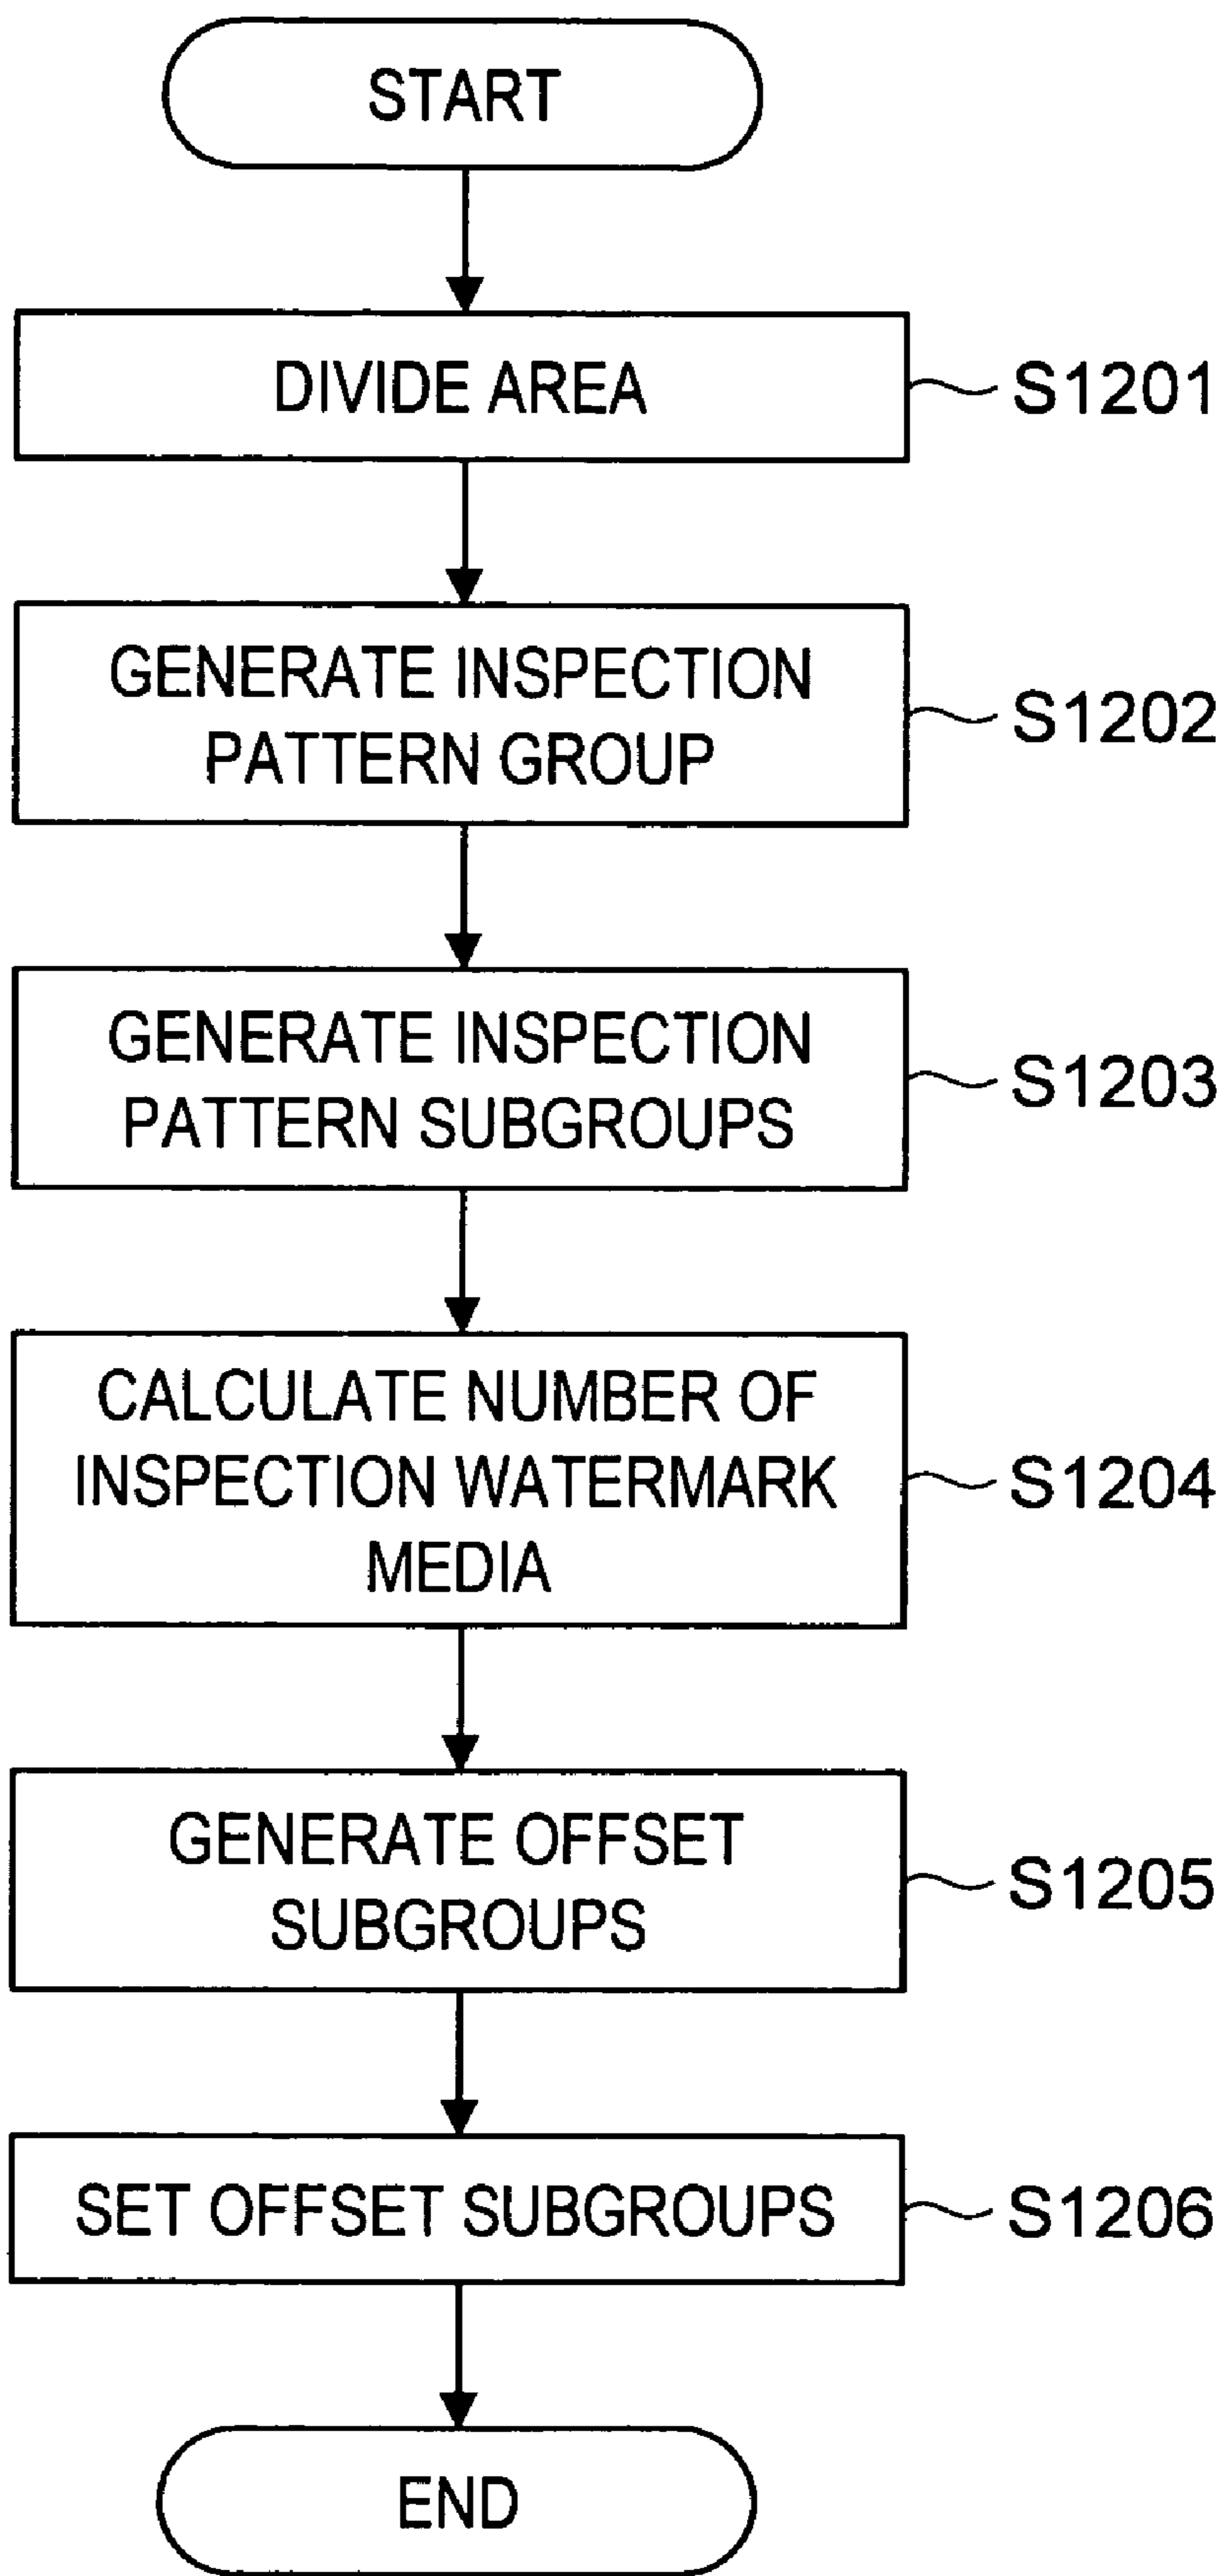 START
DIVIDE AREA
S1201
GENERATE INSPECTION
PATTERN GROUP
S1202
GENERATE INSPECTION
PATTERN SUBGROUPS
S1203
CALCULATE NUMBER OF
INSPECTION WATERMARK
MEDIA
S1204
GENERATE OFFSET
SUBGROUPS
S1205
SET OFFSET SUBGROUPS
S1206
END